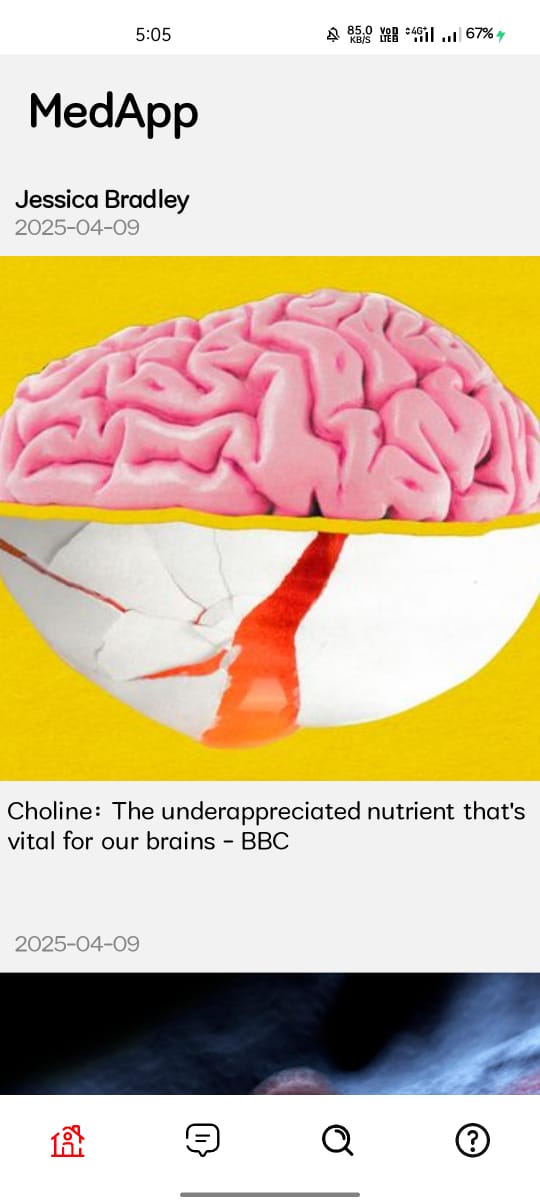 5:05
85.0
KB/S
Vo)) 
LTE
4G+
67%
MedApp
Jessica Bradley
2025-04-09
Choline: The underappreciated nutrient that's
vital for our brains - BBC
2025-04-09